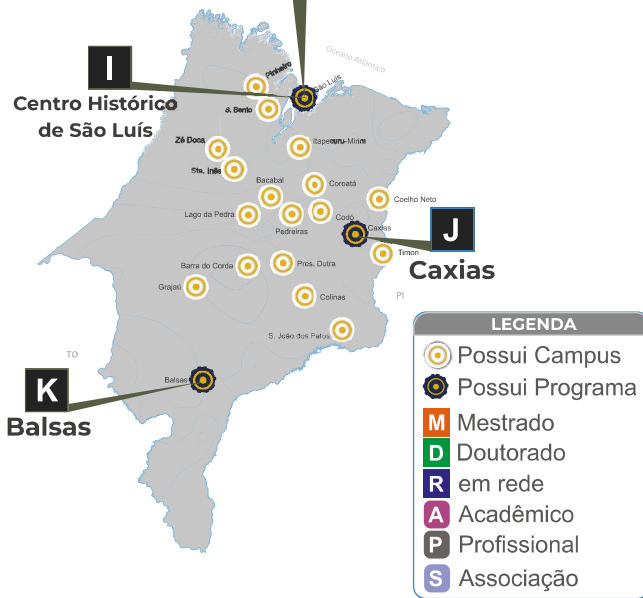 Oceano Atlântico
I
Centro Histórico
de São Luís
Pinheiro
São Luís
S. Bento
Zé Doca
Itapecuru-Mirim
Sta. Inês
Bacabal
Coroatá
Coelho Neto
Lago da Pedra
Codó
Pedreiras
Caxias
J
Caxias
Timon
Barra do Corda
Pres. Dutra
Grajaú
Colinas
PI
S. João dos Patos
TO
K
Balsas
Balsas
LEGENDA
Possui Campus
Possui Programa
M Mestrado
D Doutorado
R em rede
A Acadêmico
P Profissional
S Associação